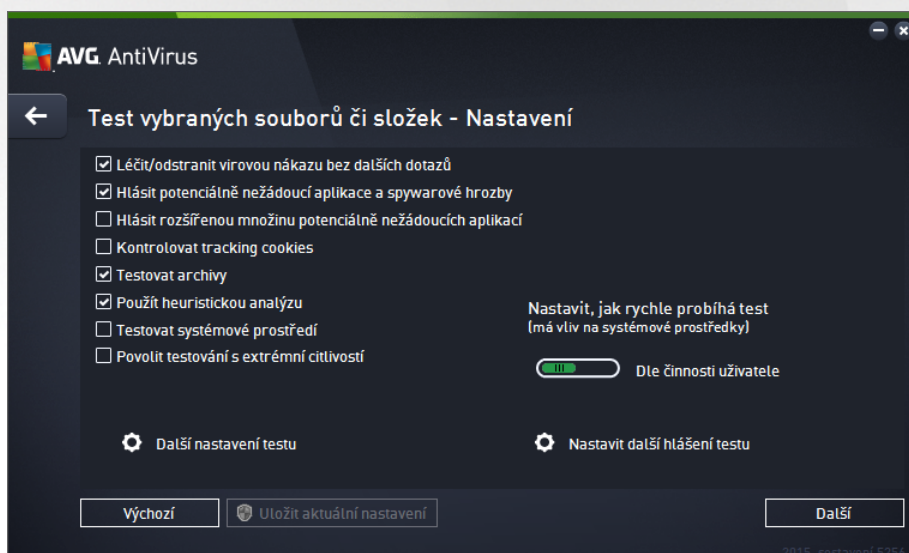 AVG. AntiVirus
Test vybraných souborů či složek - Nastavení
Léčit/odstranit virovou nákazu bez dalších dotazů
Hlásit potenciálně nežádoucí aplikace a spywarové hrozby
Hlásit rozšířenou množinu potenciálně nežádoucích aplikací
Kontrolovat tracking cookies
Testovat archivy
Použít heuristickou analýzu
Testovat systémové prostředí
Povolit testování s extrémní citlivostí
Nastavit, jak rychle probíhá test
(má vliv na systémové prostředky)
Dle činnosti uživatele
Další nastavení testu
Nastavit další hlášení testu
Výchozí
Uložit aktuální nastavení
Další
2015, sestavení 5256